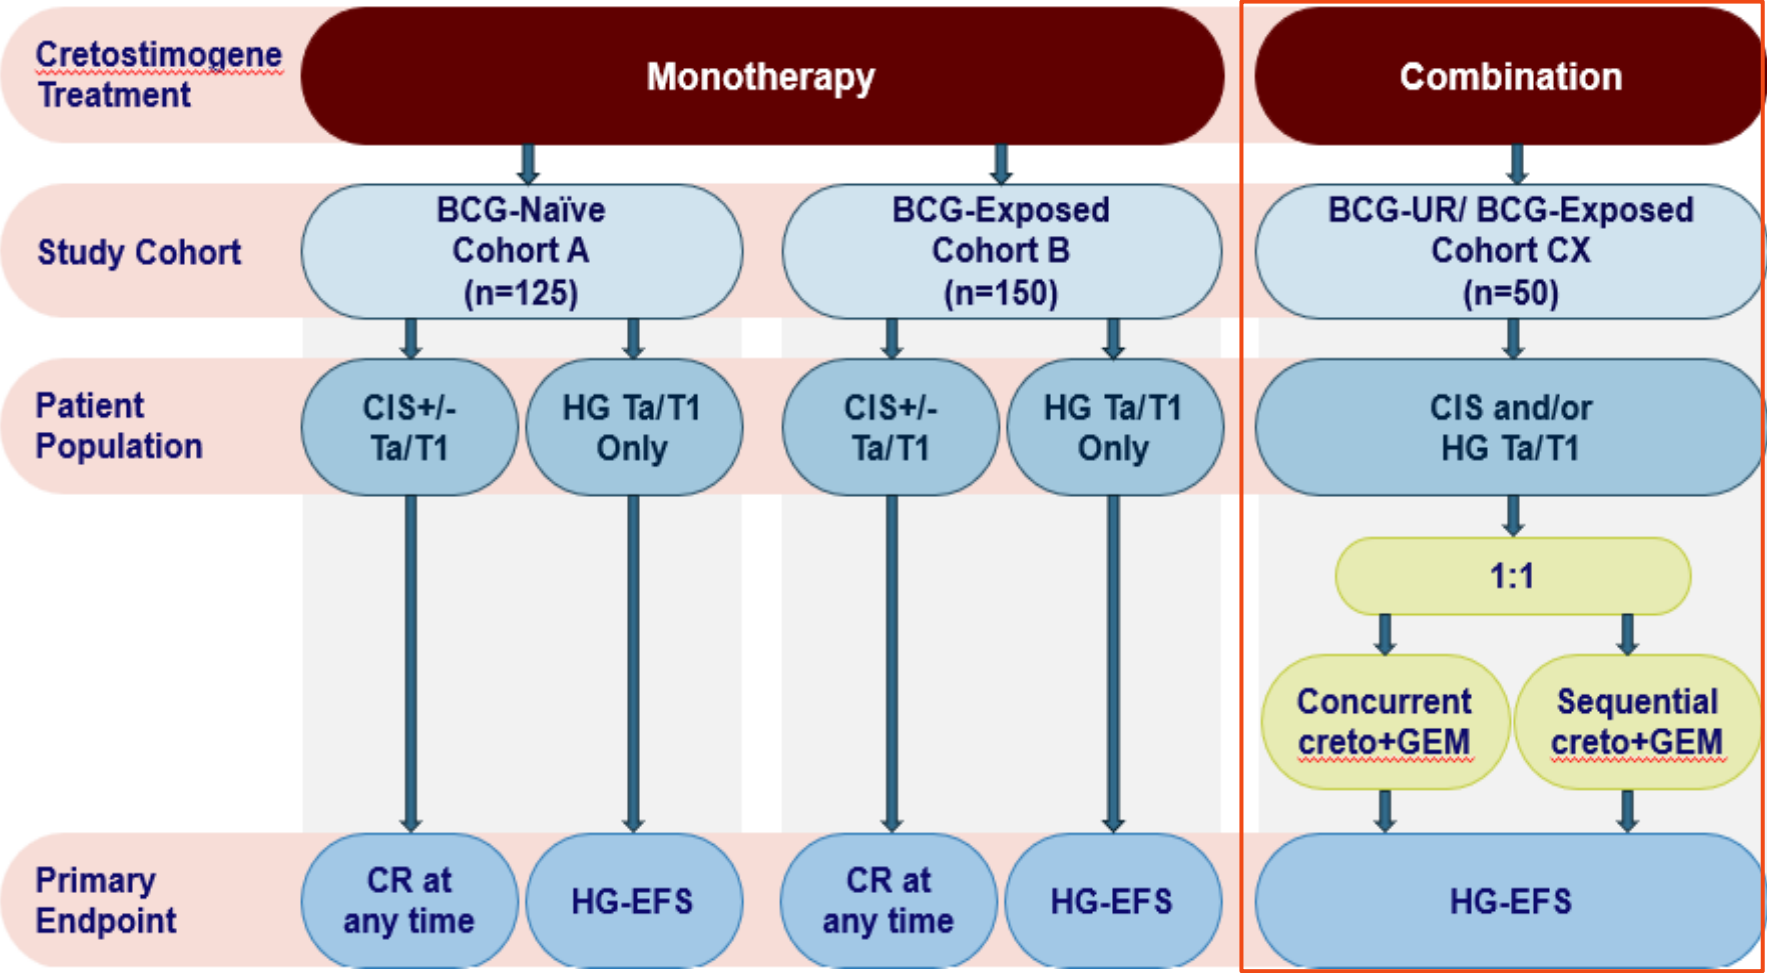 Cretostimogene
Treatment
Monotherapy
Combination
Study Cohort
BCG-Naïve
Cohort A
(n=125)
BCG-Exposed
Cohort B
(n=150)
BCG-UR/ BCG-Exposed
Cohort CX
(n=50)
Patient
Population
CIS+/-
Ta/T1
HG Ta/T1
Only
CIS+/-
Ta/T1
HG Ta/T1
Only
CIS and/or
HG Ta/T1
1:1
Concurrent
creto+GEM
Sequential
creto+GEM
Primary
Endpoint
CR at
any time
HG-EFS
CR at
any time
HG-EFS
HG-EFS